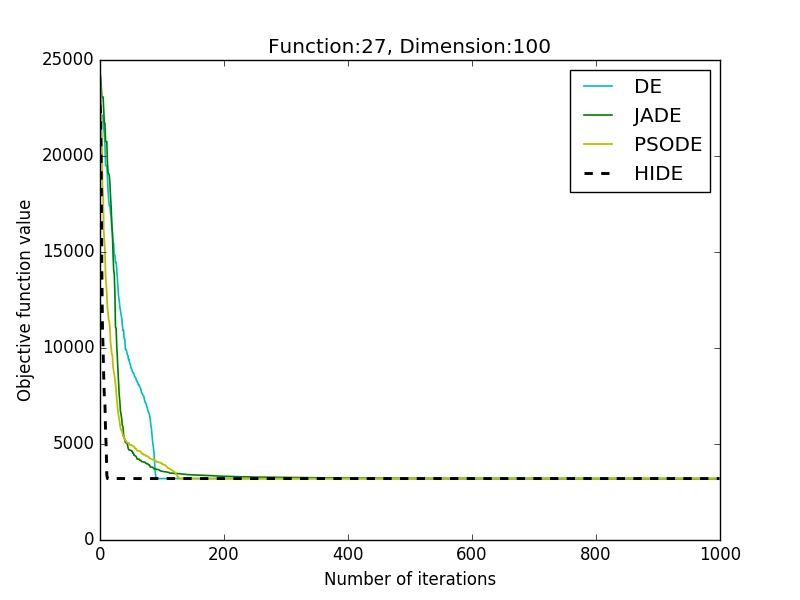 Function:27, Dimension:100
25000
20000
15000
10000
5000
0
Objective function value
DE
JADE
PSODE
HIDE
0 200 400 600 800 1000
Number of iterations